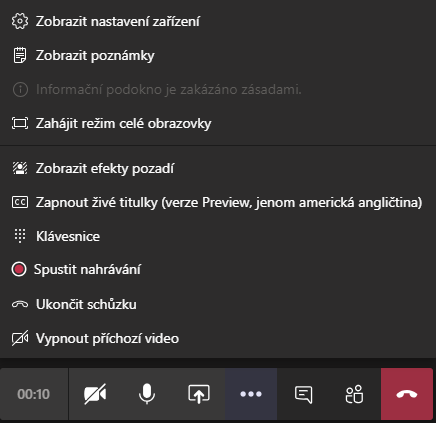 Zobrazit nastavení zařízení
Zobrazit poznámky
Informační podokno je zakázáno zásadami.
Zahájit režim celé obrazovky
Zobrazit efekty pozadí
CC Zapnout živé titulky (verze Preview, jenom americká angličtina)
Klávesnice
Spustit nahrávání
Ukončit schůzku
Vypnout příchozí video
00:10